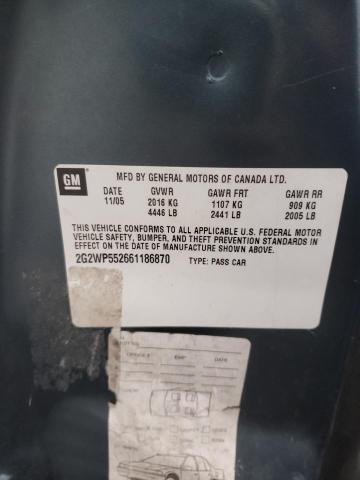 GM
MFD BY GENERAL MOTORS OF CANADA LTD.
DATE GVWR GAWR FRT GAWR RR
11/05 2016 KG 1107 KG 909 KG
4446 LB 2441 LB 2005 LB
THIS VEHICLE CONFORMS TO ALL APPLICABLE U.S. FEDERAL MOTOR
VEHICLE SAFETY, BUMPER, AND THEFT PREVENTION STANDARDS IN
EFFECT ON THE DATE OF MANUFACTURE SHOWN ABOVE.
2G2WP552661186870 TYPE: PASS CAR
DATE